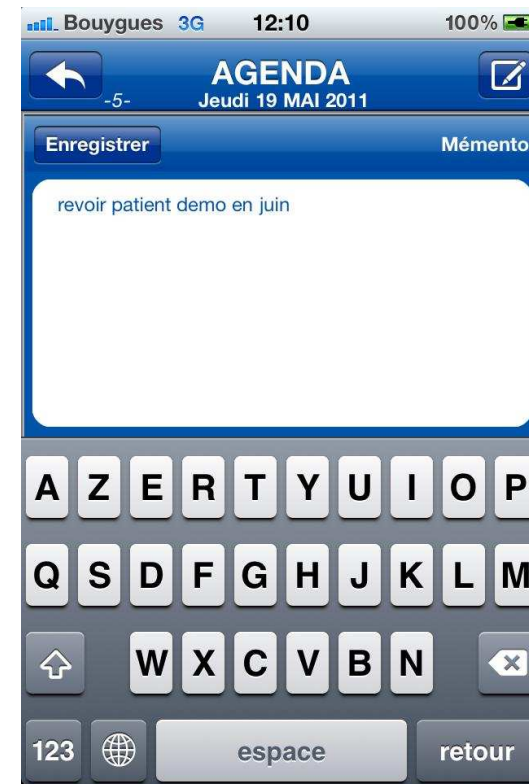 Bouygues 3G 12:10 100%
AGENDA
-5- Jeudi 19 MAI 2011
Enregistrer Mémento
revoir patient demo en juin
A Z E R T Y U I O P
Q S D F G H J K L M
W X C V B N
123 espace retour